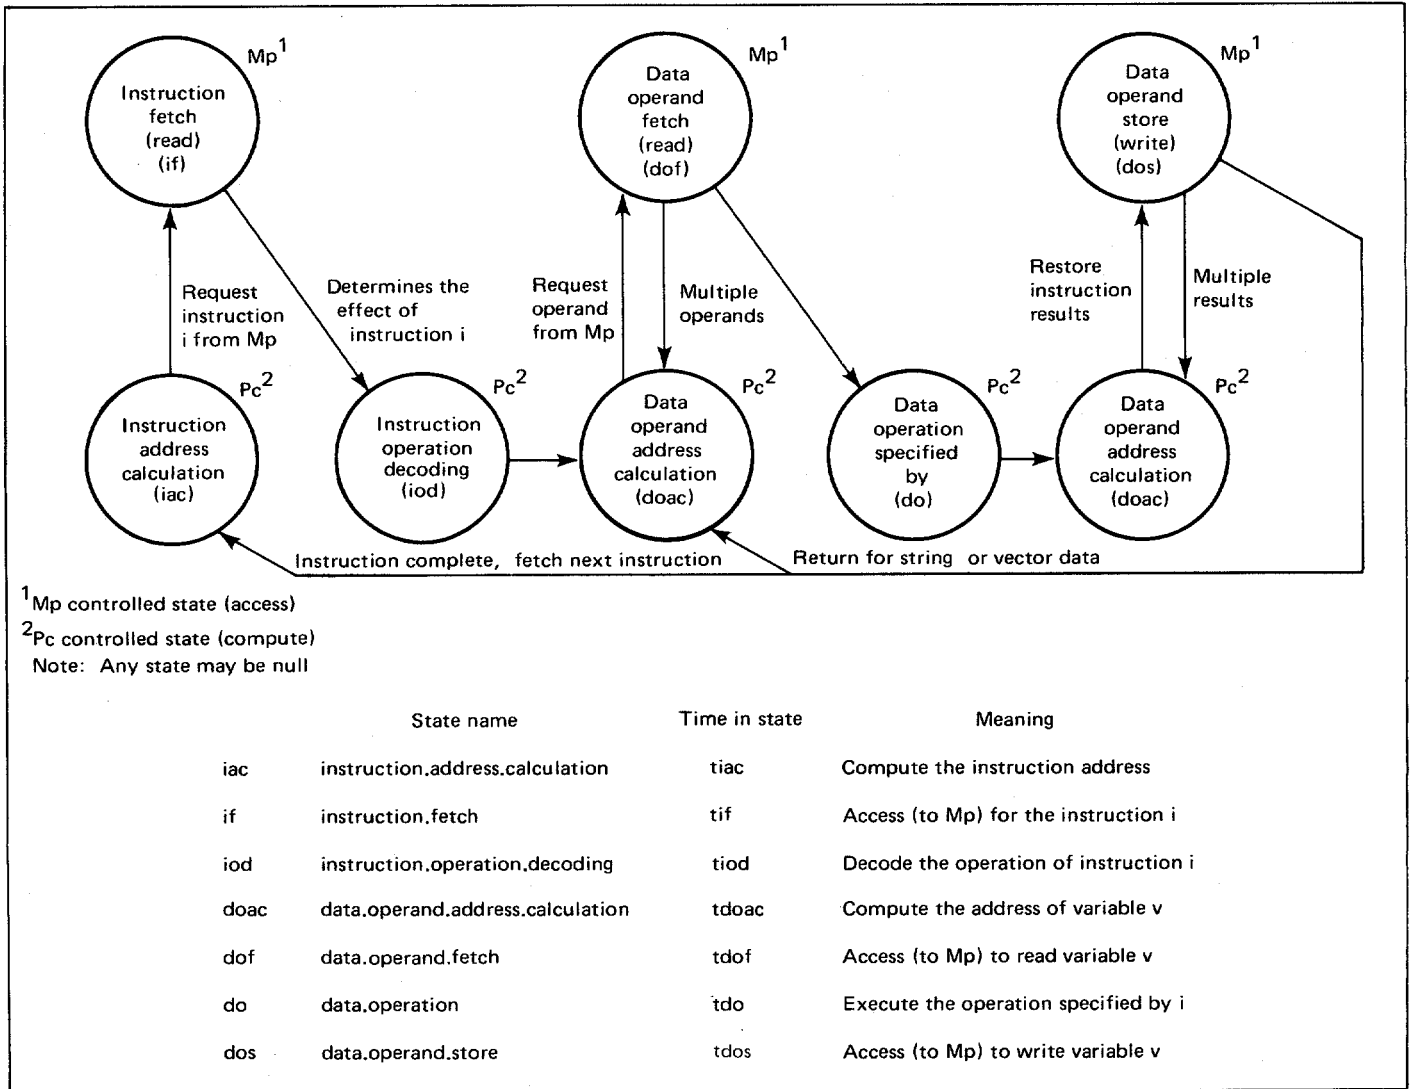 Mp1
Instruction
fetch
(read)
(if)
Mp1
Data
operand
fetch
(read)
(dof)
Mp1
Data
operand
store
(write)
(dos)
Request
instruction
i from Mp
Determines the
effect of
instruction i
Request
operand
from Mp
Multiple
operands
Restore
instruction
results
Multiple
results
Pc2
Instruction
address
calculation
(iac)
Pc2
Instruction
operation
decoding
(iod)
Pc2
Data
operand
address
calculation
(doac)
Pc2
Data
operation
specified
by
(do)
Pc2
Data
operand
address
calculation
(doac)
Instruction complete, fetch next instruction
Return for string or vector data
1Mp controlled state (access)
2Pc controlled state (compute)
Note: Any state may be null
State name Time in state Meaning
iac instruction.address.calculation tiac Compute the instruction address
if instruction.fetch tif Access (to Mp) for the instruction i
iod instruction.operation.decoding tiod Decode the operation of instruction i
doac data.operand.address.calculation tdoac Compute the address of variable v
dof data.operand.fetch tdof Access (to Mp) to read variable v
do data.operation tdo Execute the operation specified by i
dos data.operand.store tdos Access (to Mp) to write variable v